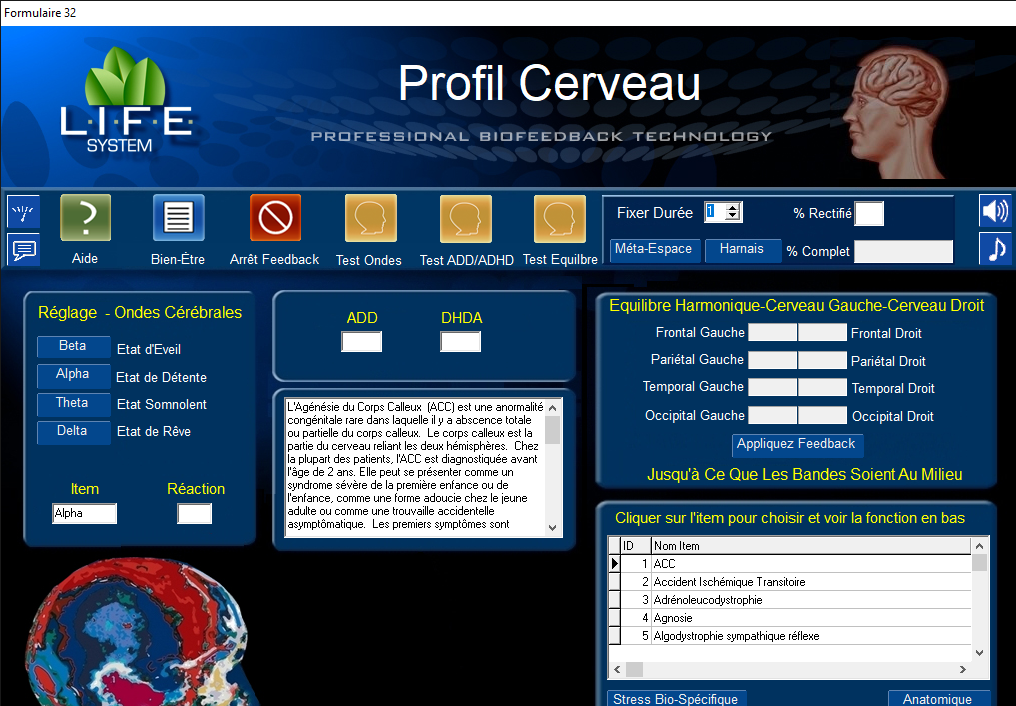 Formulaire 32
L·I·F·E
SYSTEM
Profil Cerveau
PROFESSIONAL BIOFEEDBACK TECHNOLOGY
Aide
Bien-Être
Arrêt Feedback
Test Ondes
Test ADD/ADHD
Test Equilbre
Fixer Durée 1
% Rectifié
Méta-Espace
Harnais
% Complet
Réglage - Ondes Cérébrales
Beta Etat d'Eveil
Alpha Etat de Détente
Theta Etat Somnolent
Delta Etat de Rêve
Item Réaction
Alpha
ADD DHDA
L'Agénésie du Corps Calleux (ACC) est une anormalité
congénitale rare dans laquelle il y a abscence totale
ou partielle du corps calleux. Le corps calleux est la
partie du cerveau reliant les deux hémisphères. Chez
la plupart des patients, l'ACC est diagnostiquée avant
l'âge de 2 ans. Elle peut se présenter comme un
syndrome sévère de la première enfance ou de
l'enfance, comme une forme adoucie chez le jeune
adulte ou comme une trouvaille accidentelle
asymptômatique. Les premiers symptômes sont
Equilibre Harmonique-Cerveau Gauche-Cerveau Droit
Frontal Gauche Frontal Droit
Pariétal Gauche Pariétal Droit
Temporal Gauche Temporal Droit
Occipital Gauche Occipital Droit
Appliquez Feedback
Jusqu'à Ce Que Les Bandes Soient Au Milieu
Cliquer sur l'item pour choisir et voir la fonction en bas
ID Nom Item
1 ACC
2 Accident Ischémique Transitoire
3 Adrénoleucodystrophie
4 Agnosie
5 Algodystrophie sympathique réflexe
Stress Bio-Spécifique
Anatomique